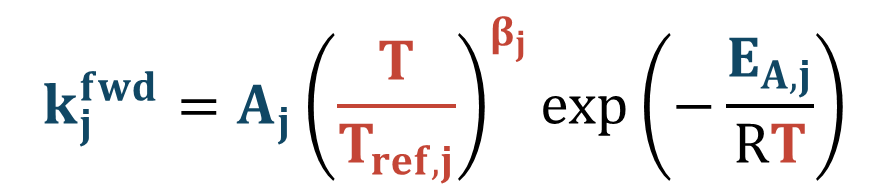 k_j^fwd = A_j (T / T_ref,j)^β_j exp(− E_A,j / RT)